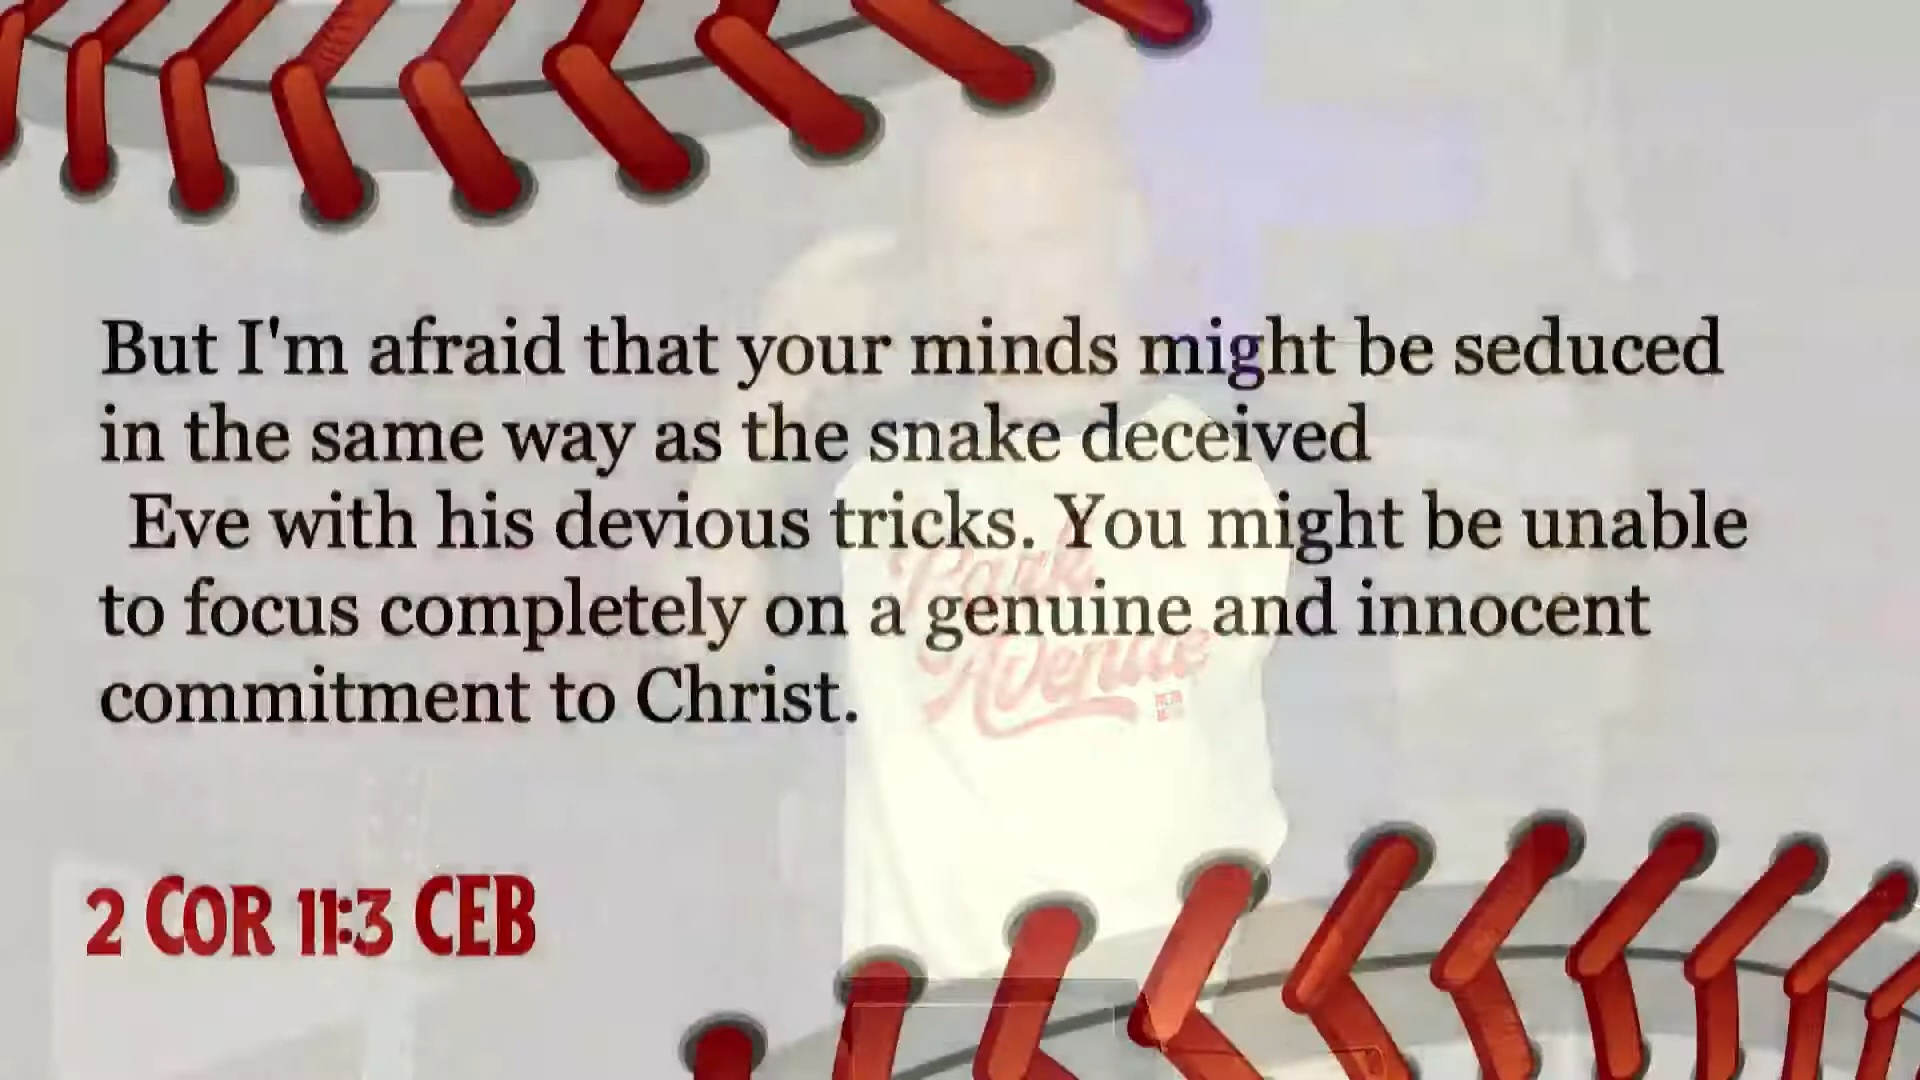 But I'm afraid that your minds might be seduced
in the same way as the snake deceived
Eve with his devious tricks. You might be unable
to focus completely on a genuine and innocent
commitment to Christ.
Park
Avenue
2 COR 11:3 CEB